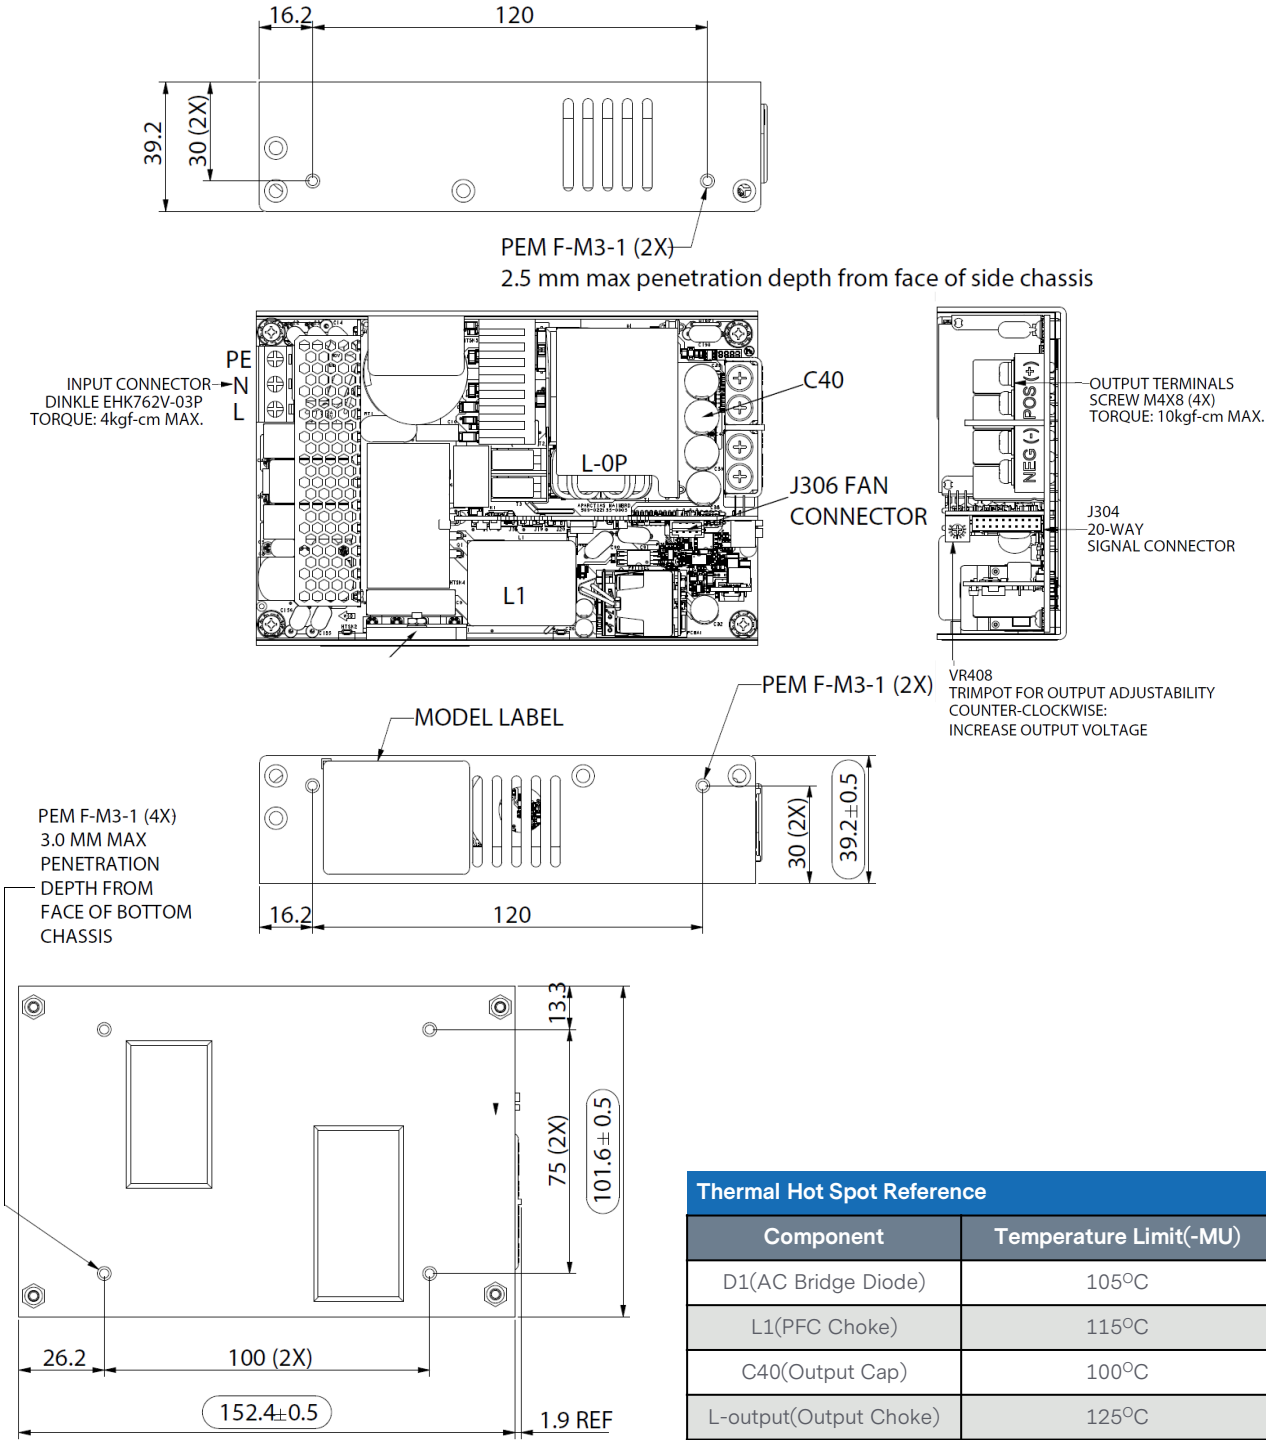 16.2
120
39.2
30 (2X)
PEM F-M3-1 (2X)
2.5 mm max penetration depth from face of side chassis
PE
N
L
INPUT CONNECTOR
DINKLE EHK762V-03P
TORQUE: 4kgf-cm MAX.
C40
L-0P
J306 FAN
CONNECTOR
L1
NEG (-) POS (+)
OUTPUT TERMINALS
SCREW M4X8 (4X)
TORQUE: 10kgf-cm MAX.
J304
20-WAY
SIGNAL CONNECTOR
VR408
TRIMPOT FOR OUTPUT ADJUSTABILITY
COUNTER-CLOCKWISE:
INCREASE OUTPUT VOLTAGE
PEM F-M3-1 (2X)
MODEL LABEL
30 (2X)
39.2±0.5
16.2
120
PEM F-M3-1 (4X)
3.0 MM MAX
PENETRATION
DEPTH FROM
FACE OF BOTTOM
CHASSIS
13.3
75 (2X)
101.6± 0.5
26.2
100 (2X)
152.4±0.5
1.9 REF
Thermal Hot Spot Reference
Component Temperature Limit(-MU)
D1(AC Bridge Diode) 105ºC
L1(PFC Choke) 115ºC
C40(Output Cap) 100ºC
L-output(Output Choke) 125ºC